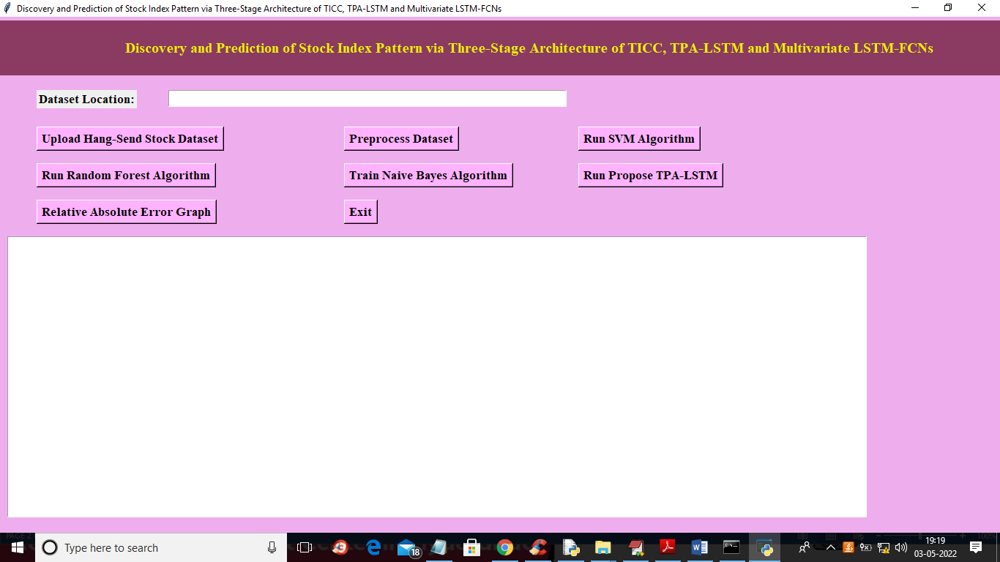 Discovery and Prediction of Stock Index Pattern via Three-Stage Architecture of TICC, TPA-LSTM and Multivariate LSTM-FCNs
Discovery and Prediction of Stock Index Pattern via Three-Stage Architecture of TICC, TPA-LSTM and Multivariate LSTM-FCNs
Dataset Location:
Upload Hang-Send Stock Dataset Preprocess Dataset Run SVM Algorithm
Run Random Forest Algorithm Train Naive Bayes Algorithm Run Propose TPA-LSTM
Relative Absolute Error Graph Exit
PAGE 2 100%
Type here to search 18 19:19
03-05-2022